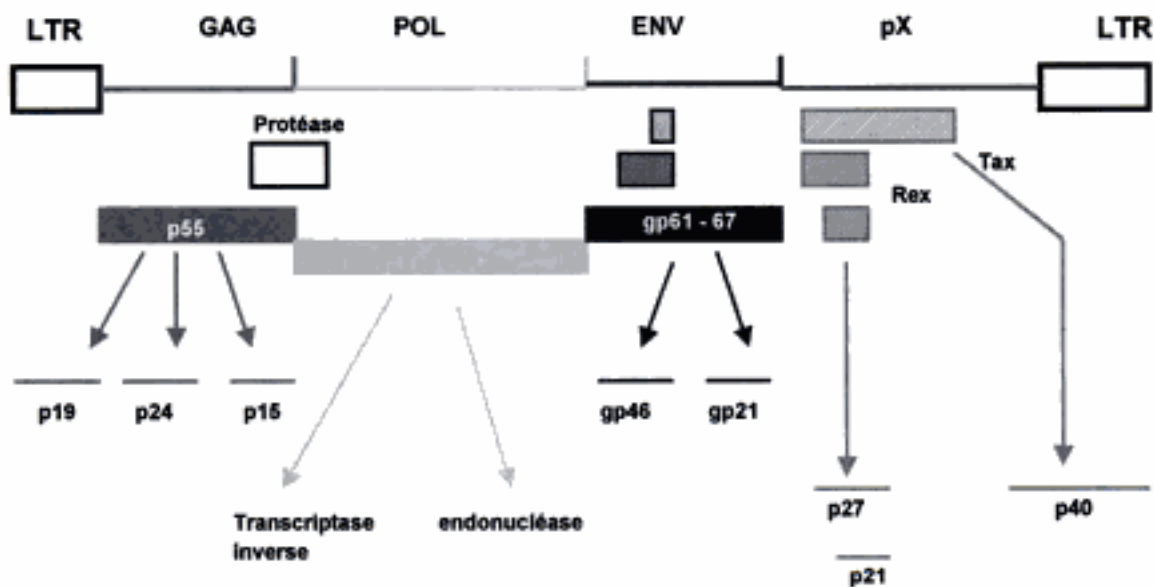 LTR GAG POL ENV pX LTR
Protéase
Tax
Rex
p55 gp61 - 67
p19 p24 p15 gp46 gp21
Transcriptase endonucléase p27 p40
inverse
p21